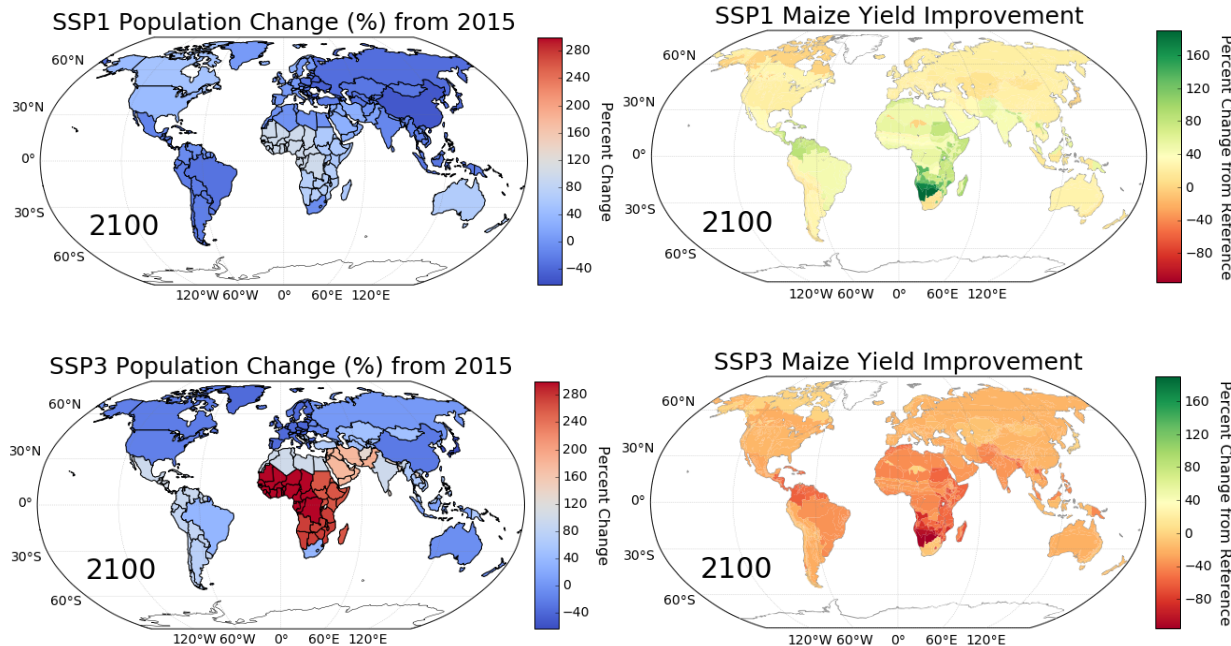 SSP1 Population Change (%) from 2015
60°N
30°N
0°
30°S
60°S
2100
120°W 60°W 0° 60°E 120°E
280
240
200
160
120
80
40
0
−40
Percent Change
SSP1 Maize Yield Improvement
60°N
30°N
0°
30°S
60°S
2100
120°W 60°W 0° 60°E 120°E
160
120
80
40
0
−40
−80
Percent Change from Reference
SSP3 Population Change (%) from 2015
60°N
30°N
0°
30°S
60°S
2100
120°W 60°W 0° 60°E 120°E
280
240
200
160
120
80
40
0
−40
Percent Change
SSP3 Maize Yield Improvement
60°N
30°N
0°
30°S
60°S
2100
120°W 60°W 0° 60°E 120°E
160
120
80
40
0
−40
−80
Percent Change from Reference